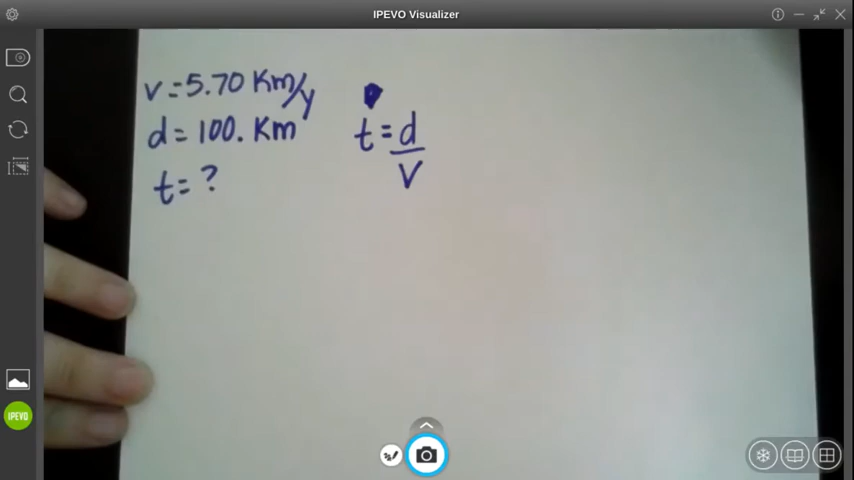 IPEVO Visualizer
v=5.70 Km/y
d=100. Km
t=?
t=d
V
IPEVO